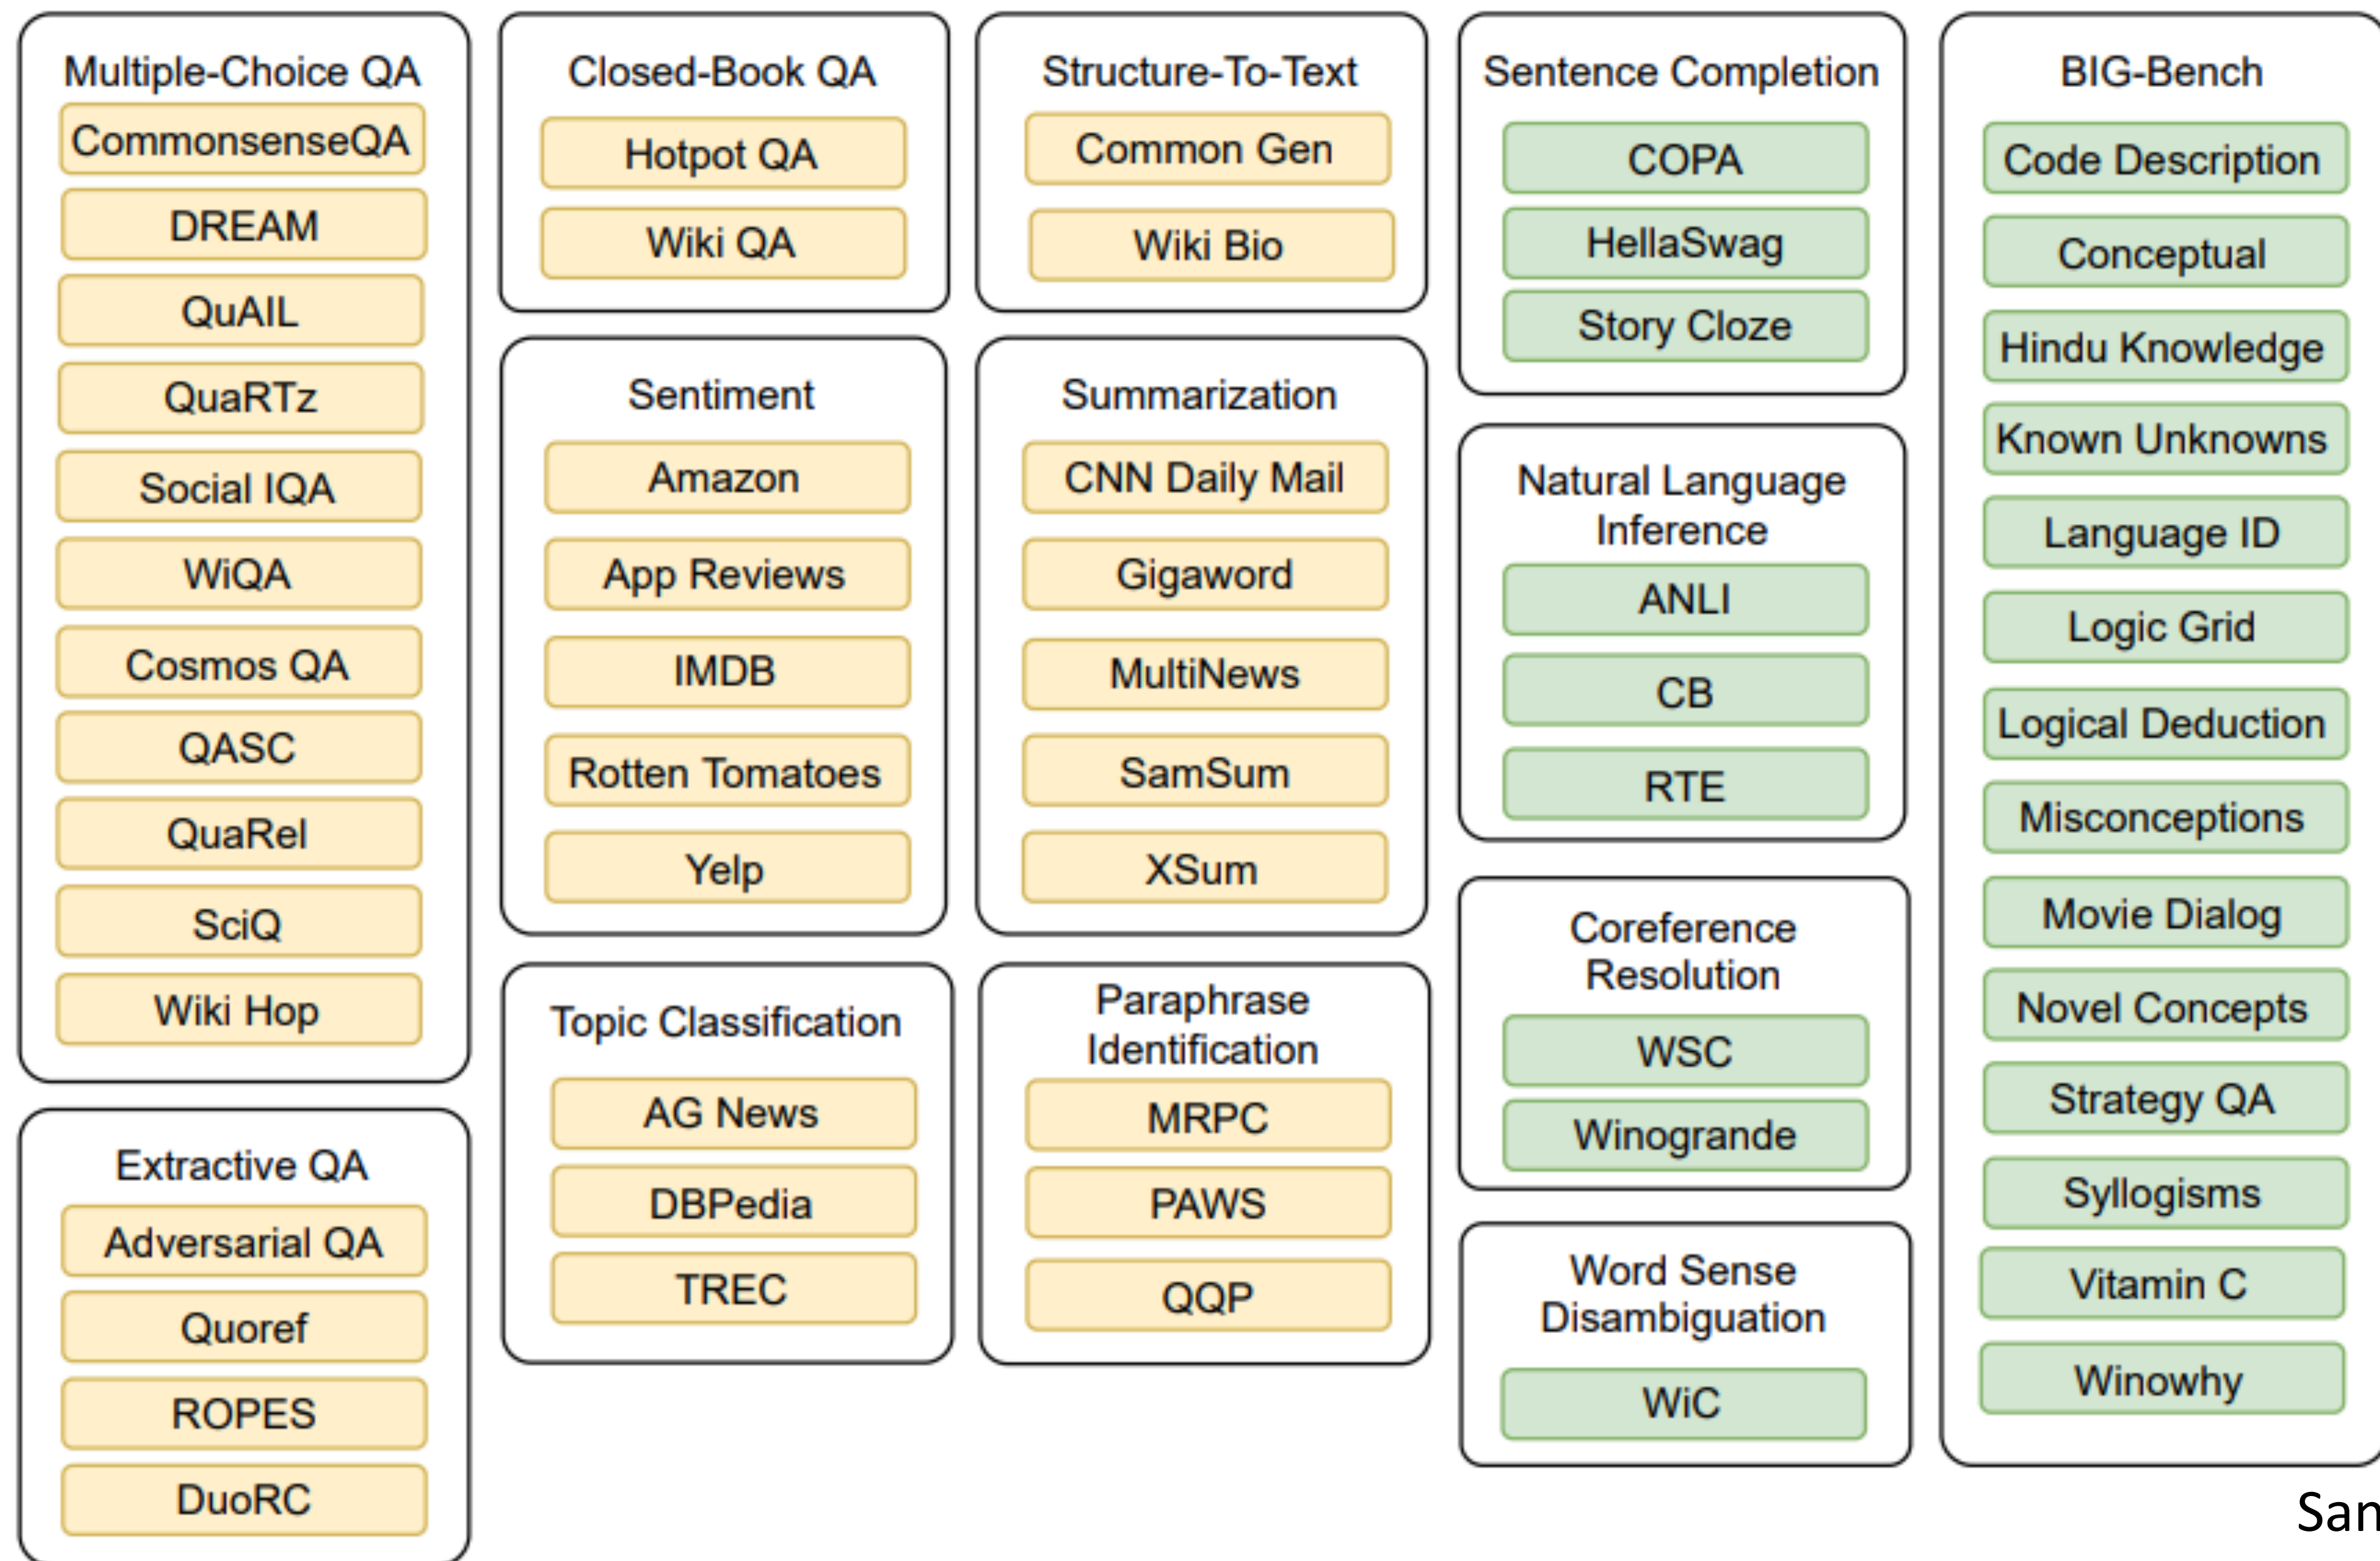 Multiple-Choice QA
CommonsenseQA
DREAM
QuAIL
QuaRTz
Social IQA
WiQA
Cosmos QA
QASC
QuaRel
SciQ
Wiki Hop
Extractive QA
Adversarial QA
Quoref
ROPES
DuoRC
Closed-Book QA
Hotpot QA
Wiki QA
Sentiment
Amazon
App Reviews
IMDB
Rotten Tomatoes
Yelp
Topic Classification
AG News
DBPedia
TREC
Structure-To-Text
Common Gen
Wiki Bio
Summarization
CNN Daily Mail
Gigaword
MultiNews
SamSum
XSum
Paraphrase
Identification
MRPC
PAWS
QQP
Sentence Completion
COPA
HellaSwag
Story Cloze
Natural Language
Inference
ANLI
CB
RTE
Coreference
Resolution
WSC
Winogrande
Word Sense
Disambiguation
WiC
BIG-Bench
Code Description
Conceptual
Hindu Knowledge
Known Unknowns
Language ID
Logic Grid
Logical Deduction
Misconceptions
Movie Dialog
Novel Concepts
Strategy QA
Syllogisms
Vitamin C
Winowhy